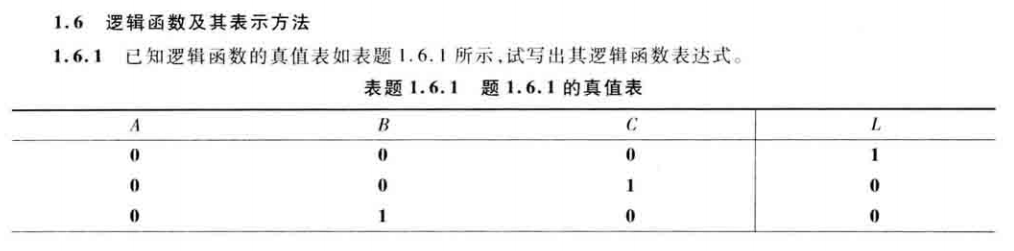 1.6 逻辑函数及其表示方法
1.6.1 已知逻辑函数的真值表如表题1.6.1所示,试写出其逻辑函数表达式。
表题1.6.1 题1.6.1的真值表
A B C L
0 0 0 1
0 0 1 0
0 1 0 0